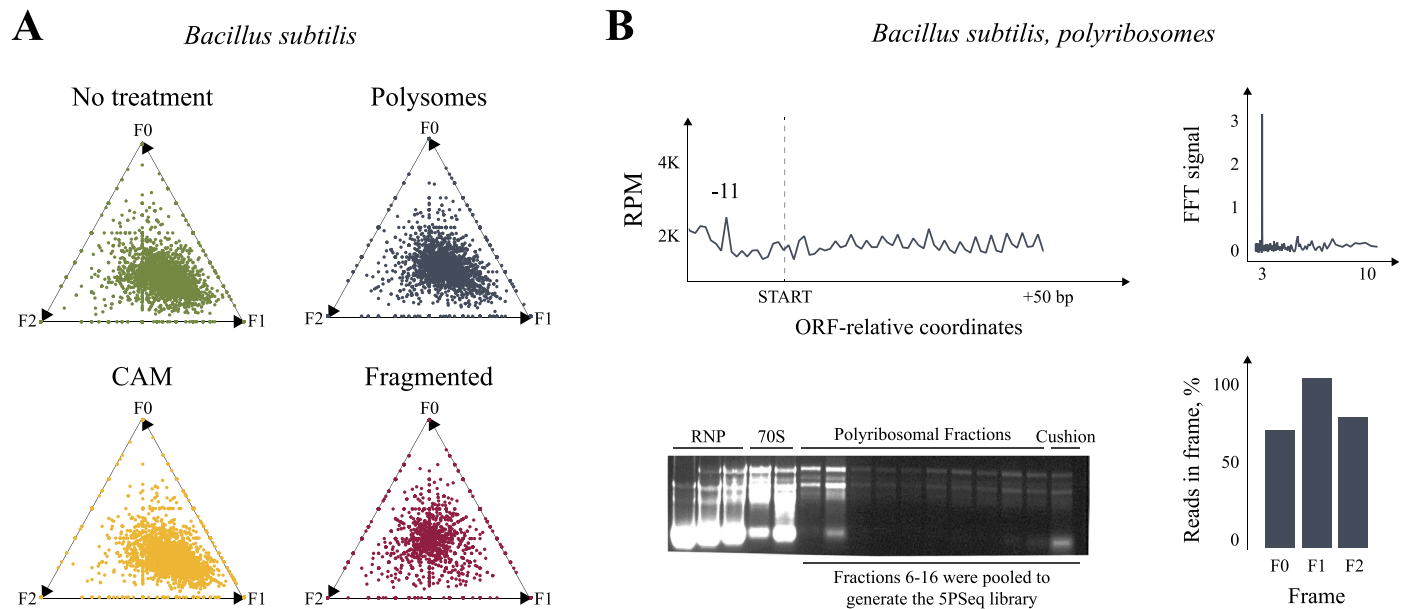 A
Bacillus subtilis
No treatment
F0
F2
F1
Polysomes
F0
F2
F1
CAM
F0
F2
F1
Fragmented
F0
F2
F1
B
Bacillus subtilis, polyribosomes
RPM
4K
2K
-11
START
+50 bp
ORF-relative coordinates
FFT signal
3
2
1
0
3
10
RNP
70S
Polyribosomal Fractions
Cushion
Fractions 6-16 were pooled to
generate the 5PSeq library
Reads in frame, %
100
50
0
F0
F1
F2
Frame